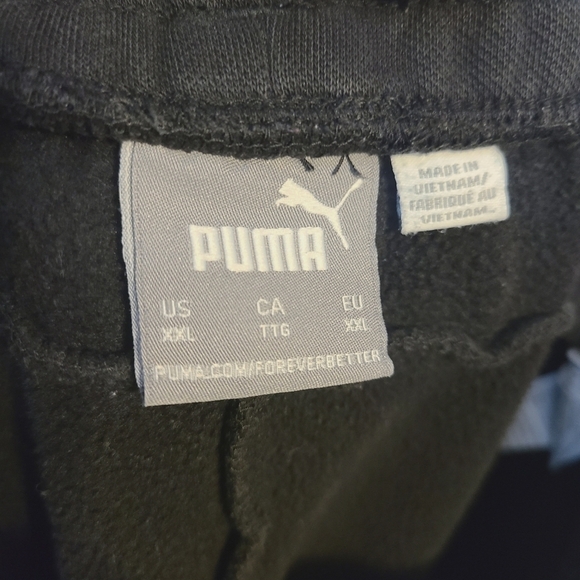 PUMA
US CA EU
XXL TTG XXL
PUMA.COM/FOREVERBETTER
MADE IN
VIETNAM/
FABRIQUÉ AU
VIETNAM